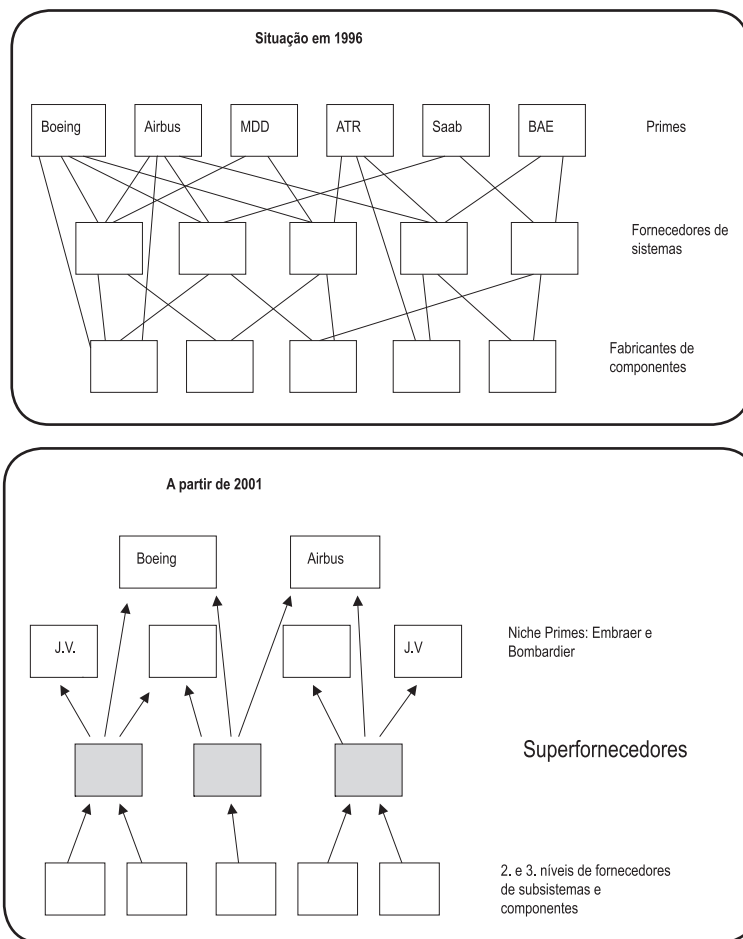 Situação em 1996
Boeing
Airbus
MDD
ATR
Saab
BAE
Primes
Fornecedores de
sistemas
Fabricantes de
componentes
A partir de 2001
Boeing
Airbus
J.V.
J.V
Niche Primes: Embraer e
Bombardier
Superfornecedores
2. e 3. níveis de fornecedores
de subsistemas e
componentes